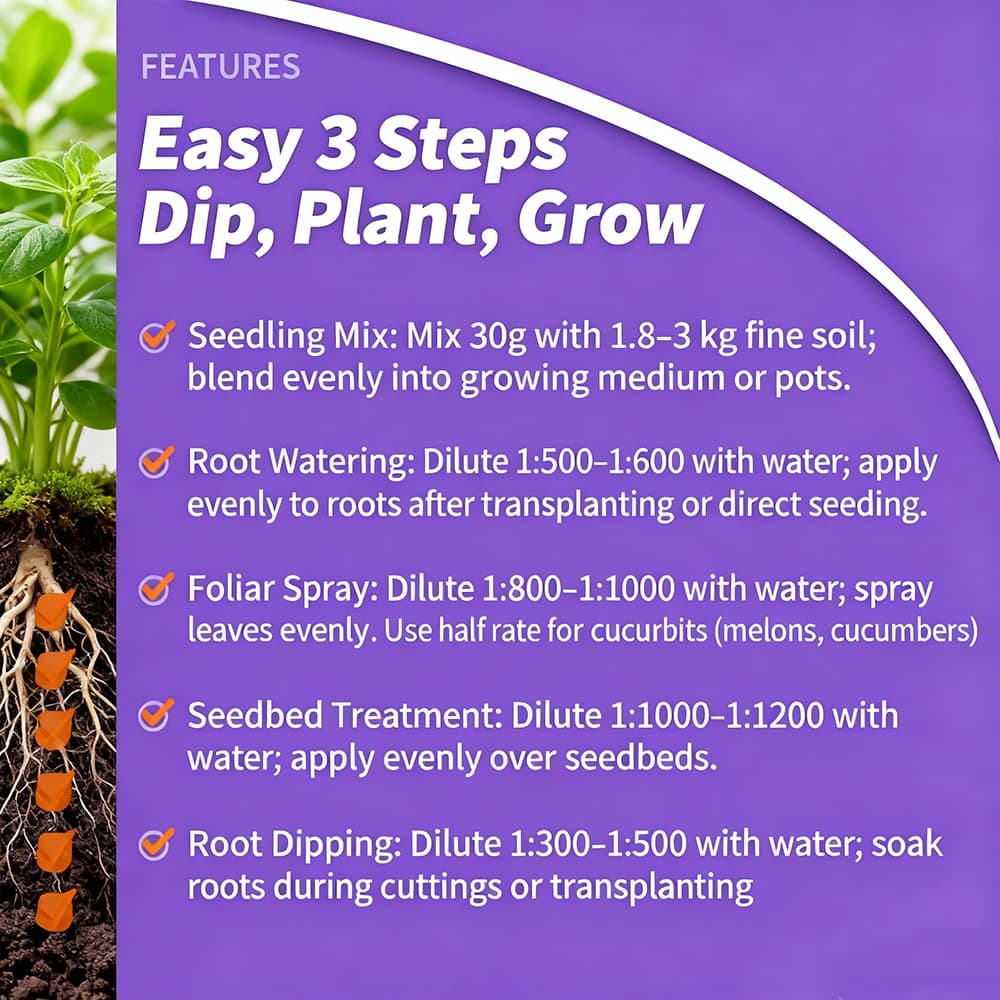 FEATURES
Easy 3 Steps
Dip, Plant, Grow
Seedling Mix: Mix 30g with 1.8–3 kg fine soil;
blend evenly into growing medium or pots.
Root Watering: Dilute 1:500–1:600 with water; apply
evenly to roots after transplanting or direct seeding.
Foliar Spray: Dilute 1:800–1:1000 with water; spray
leaves evenly. Use half rate for cucurbits (melons, cucumbers)
Seedbed Treatment: Dilute 1:1000–1:1200 with
water; apply evenly over seedbeds.
Root Dipping: Dilute 1:300–1:500 with water; soak
roots during cuttings or transplanting